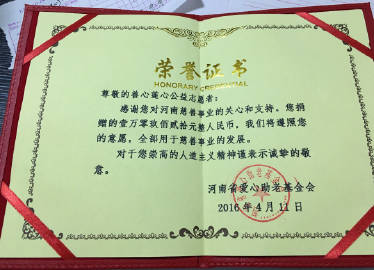 荣誉证书
HONORARY CREDENTIAL
尊敬的善心莲心公益志愿者：
感谢您对河南慈善事业的关心和支持。您捐
赠的壹万零玖佰贰拾元整人民币，我们将遵照您
的意愿，全部用于慈善事业的发展。
对于您崇高的人道主义精神谨表示诚挚的敬
意。
河南省爱心助老基金会
2016年4月11日